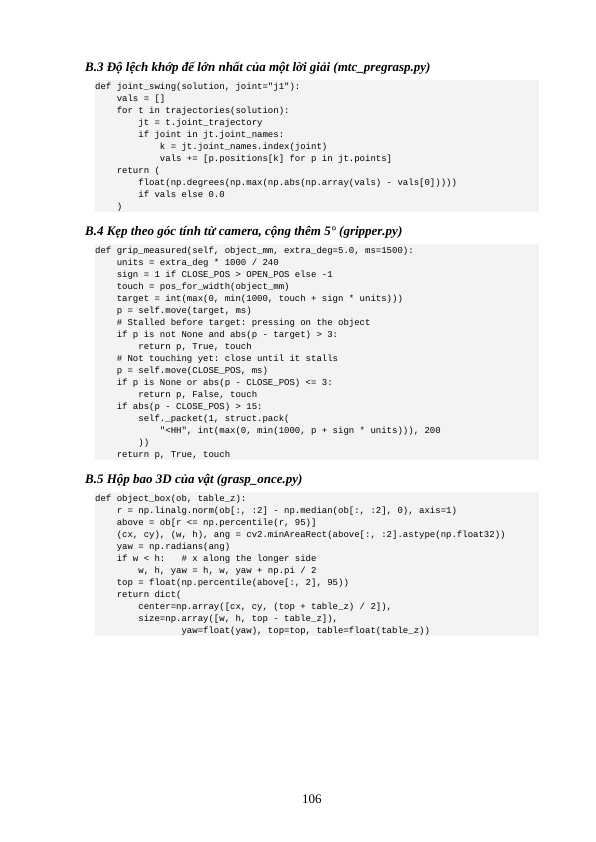 B.3 Độ lệch khớp đế lớn nhất của một lời giải (mtc_pregrasp.py)
def joint_swing(solution, joint="j1"):
    vals = []
    for t in trajectories(solution):
        jt = t.joint_trajectory
        if joint in jt.joint_names:
            k = jt.joint_names.index(joint)
            vals += [p.positions[k] for p in jt.points]
    return (
        float(np.degrees(np.max(np.abs(np.array(vals) - vals[0]))))
        if vals else 0.0
    )
B.4 Kẹp theo góc tính từ camera, cộng thêm 5° (gripper.py)
def grip_measured(self, object_mm, extra_deg=5.0, ms=1500):
    units = extra_deg * 1000 / 240
    sign = 1 if CLOSE_POS > OPEN_POS else -1
    touch = pos_for_width(object_mm)
    target = int(max(0, min(1000, touch + sign * units)))
    p = self.move(target, ms)
    # Stalled before target: pressing on the object
    if p is not None and abs(p - target) > 3:
        return p, True, touch
    # Not touching yet: close until it stalls
    p = self.move(CLOSE_POS, ms)
    if p is None or abs(p - CLOSE_POS) <= 3:
        return p, False, touch
    if abs(p - CLOSE_POS) > 15:
        self._packet(1, struct.pack(
            "<HH", int(max(0, min(1000, p + sign * units))), 200
        ))
    return p, True, touch
B.5 Hộp bao 3D của vật (grasp_once.py)
def object_box(ob, table_z):
    r = np.linalg.norm(ob[:, :2] - np.median(ob[:, :2], 0), axis=1)
    above = ob[r <= np.percentile(r, 95)]
    (cx, cy), (w, h), ang = cv2.minAreaRect(above[:, :2].astype(np.float32))
    yaw = np.radians(ang)
    if w < h:   # x along the longer side
        w, h, yaw = h, w, yaw + np.pi / 2
    top = float(np.percentile(above[:, 2], 95))
    return dict(
        center=np.array([cx, cy, (top + table_z) / 2]),
        size=np.array([w, h, top - table_z]),
                yaw=float(yaw), top=top, table=float(table_z))
106